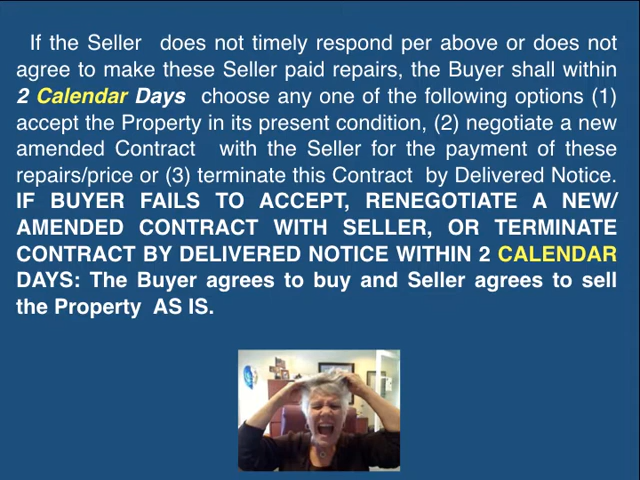 If the Seller does not timely respond per above or does not
agree to make these Seller paid repairs, the Buyer shall within
2 Calendar Days choose any one of the following options (1)
accept the Property in its present condition, (2) negotiate a new
amended Contract with the Seller for the payment of these
repairs/price or (3) terminate this Contract by Delivered Notice.
IF BUYER FAILS TO ACCEPT, RENEGOTIATE A NEW/
AMENDED CONTRACT WITH SELLER, OR TERMINATE
CONTRACT BY DELIVERED NOTICE WITHIN 2 CALENDAR
DAYS: The Buyer agrees to buy and Seller agrees to sell
the Property AS IS.